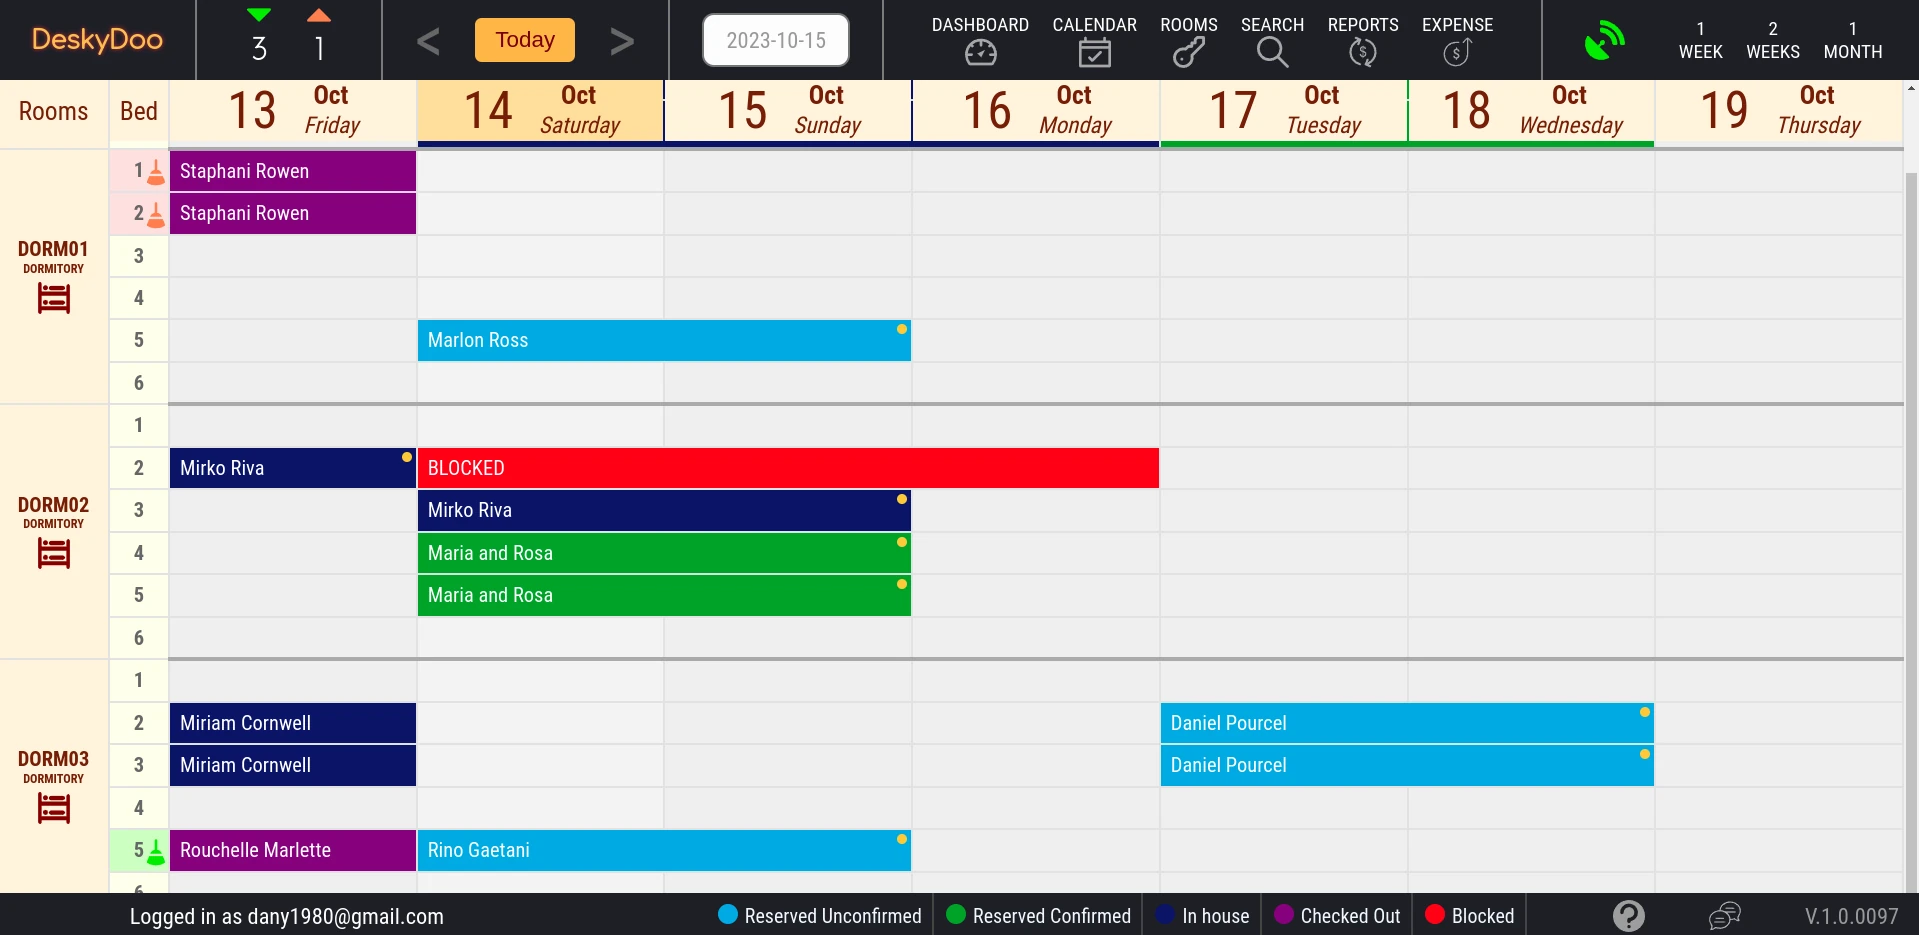 DeskyDoo
3
1
<
Today
>
2023-10-15
DASHBOARD
CALENDAR
ROOMS
SEARCH
REPORTS
EXPENSE
1
WEEK
2
WEEKS
1
MONTH
Rooms
Bed
13 Oct Friday
14 Oct Saturday
15 Oct Sunday
16 Oct Monday
17 Oct Tuesday
18 Oct Wednesday
19 Oct Thursday
DORM01
DORMITORY
1 Staphani Rowen
2 Staphani Rowen
3
4
5 Marlon Ross
6
DORM02
DORMITORY
1
2 Mirko Riva BLOCKED
3 Mirko Riva
4 Maria and Rosa
5 Maria and Rosa
6
DORM03
DORMITORY
1
2 Miriam Cornwell Daniel Pourcel
3 Miriam Cornwell Daniel Pourcel
4
5 Rouchelle Marlette Rino Gaetani
6
Logged in as dany1980@gmail.com
Reserved Unconfirmed
Reserved Confirmed
In house
Checked Out
Blocked
?
V.1.0.0097